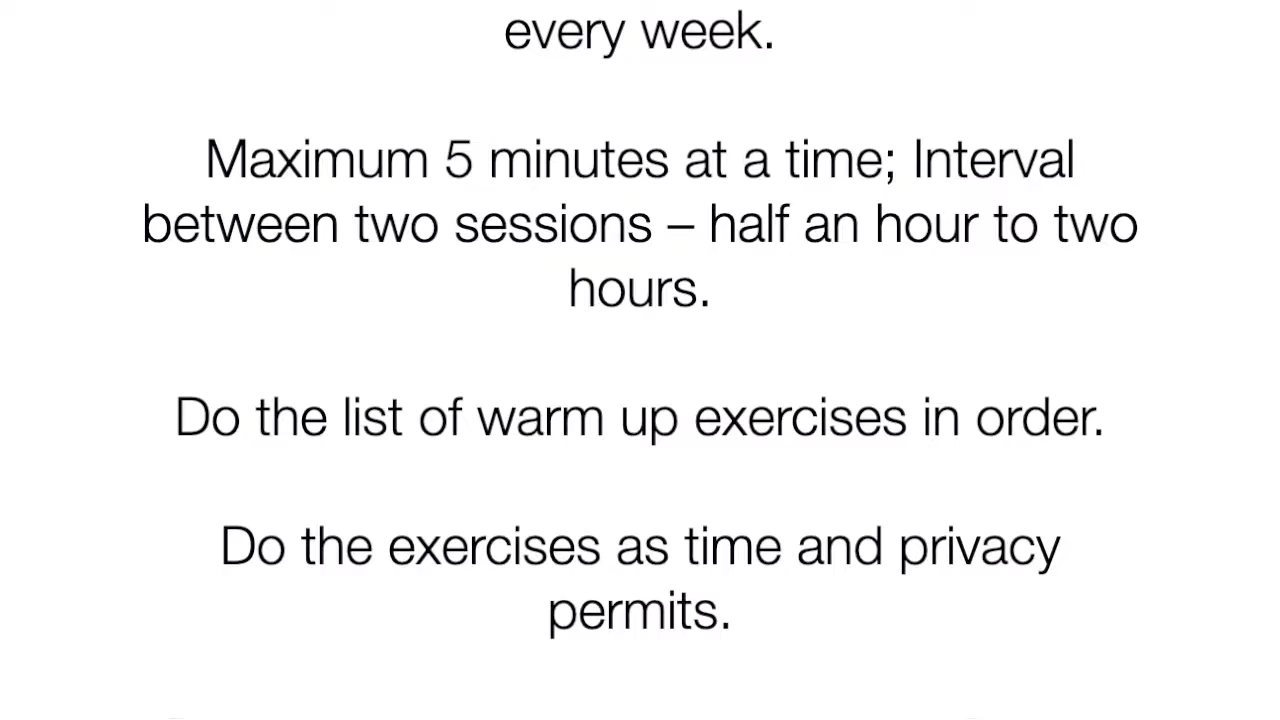 every week.
Maximum 5 minutes at a time; Interval
between two sessions – half an hour to two
hours.
Do the list of warm up exercises in order.
Do the exercises as time and privacy
permits.